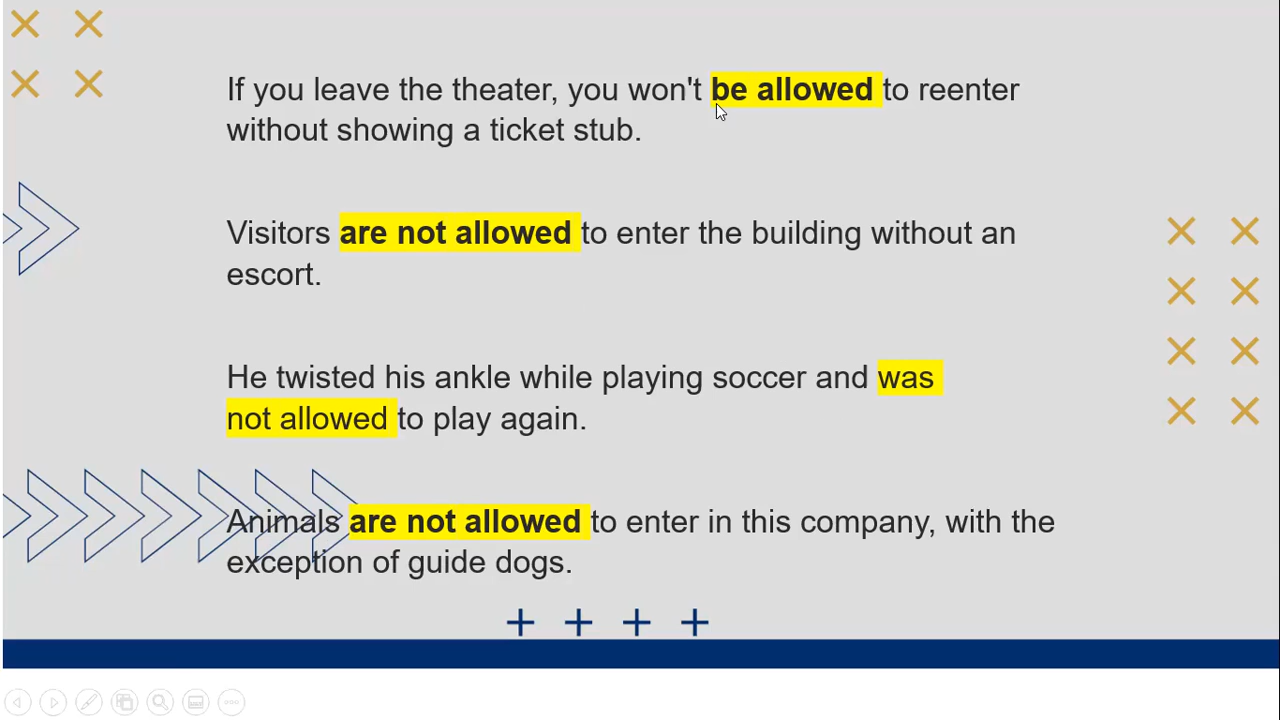 If you leave the theater, you won't be allowed to reenter
without showing a ticket stub.
Visitors are not allowed to enter the building without an
escort.
He twisted his ankle while playing soccer and was
not allowed to play again.
Animals are not allowed to enter in this company, with the
exception of guide dogs.